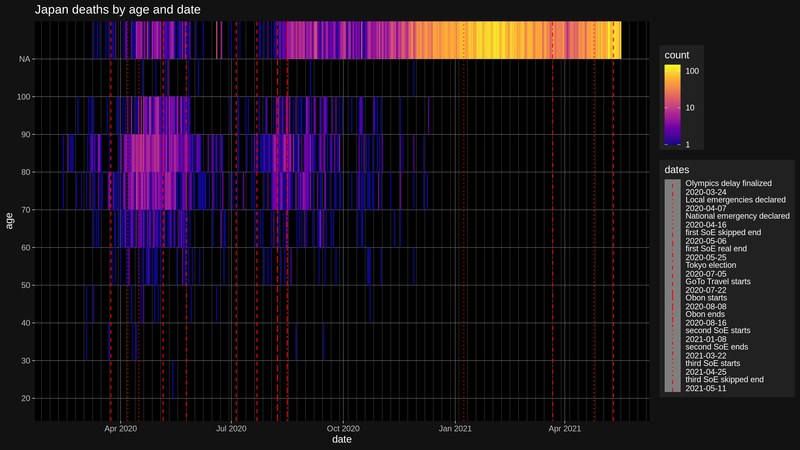 Japan deaths by age and date
NA
100
90
80
70
60
50
40
30
20
age
Apr 2020
Jul 2020
Oct 2020
Jan 2021
Apr 2021
date
count
100
10
1
dates
Olympics delay finalized
2020-03-24
Local emergencies declared
2020-04-07
National emergency declared
2020-04-16
first SoE skipped end
2020-05-06
first SoE real end
2020-05-25
Tokyo election
2020-07-05
GoTo Travel starts
2020-07-22
Obon starts
2020-08-08
Obon ends
2020-08-16
second SoE starts
2021-01-08
second SoE ends
2021-03-22
third SoE starts
2021-04-25
third SoE skipped end
2021-05-11